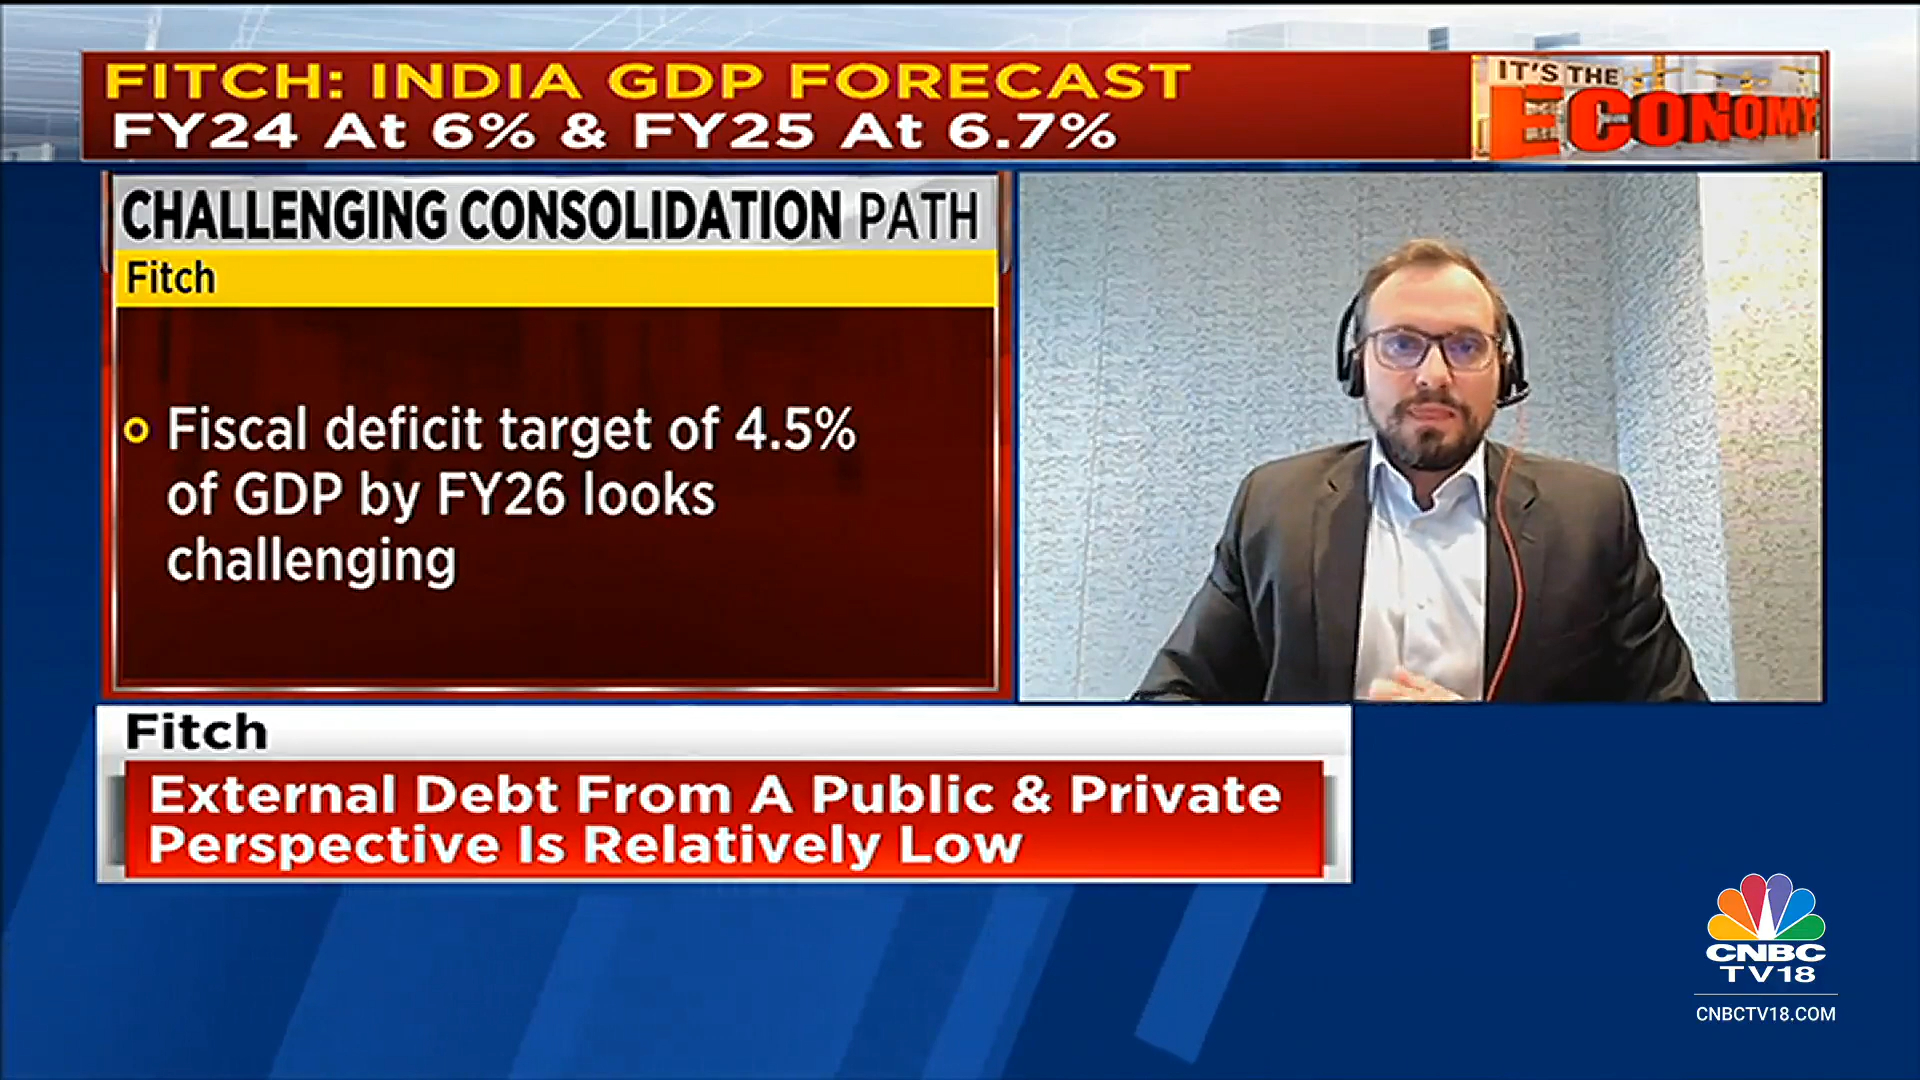 FITCH: INDIA GDP FORECAST
FY24 At 6% & FY25 At 6.7%
IT'S THE
ECONOMY
CHALLENGING CONSOLIDATION PATH
Fitch
Fiscal deficit target of 4.5%
of GDP by FY26 looks
challenging
Fitch
External Debt From A Public & Private
Perspective Is Relatively Low
CNBC
TV18
CNBCTV18.COM